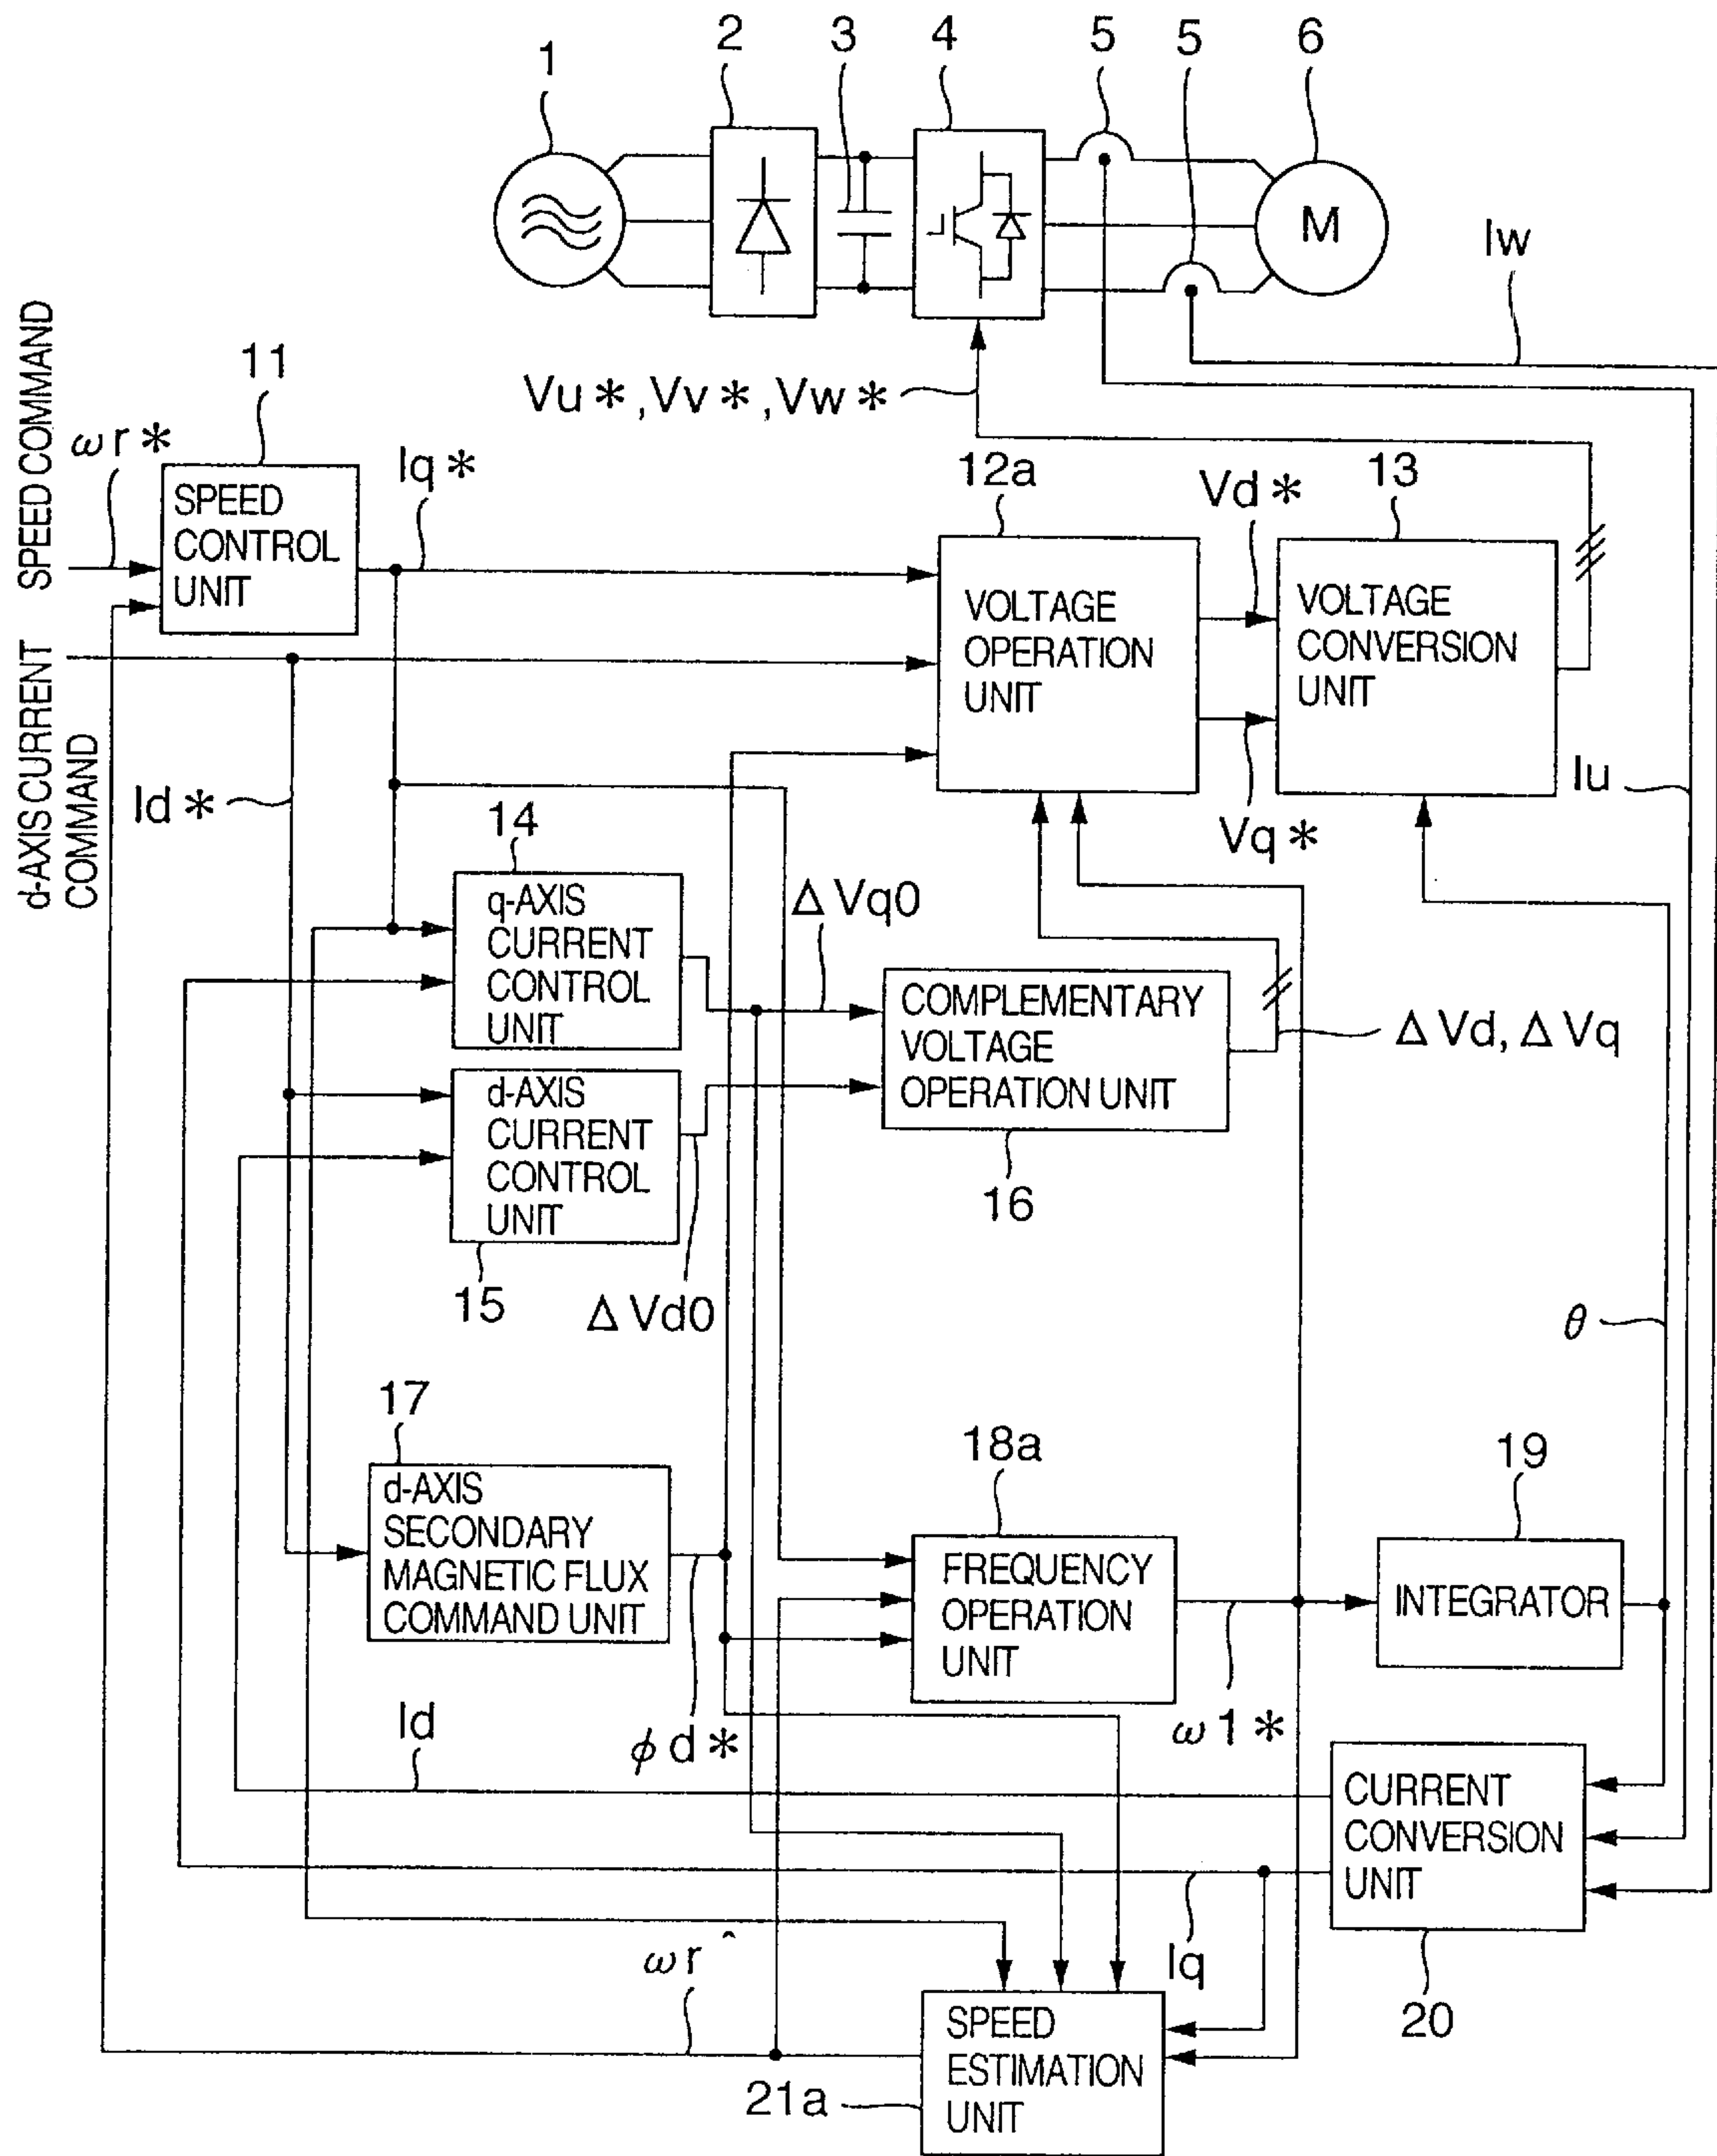 1
2
3
4
5
5
6
M
Iw
SPEED COMMAND
11
Vu*,Vv*,Vw*
ωr*
Iq*
12a
Vd*
13
SPEED
CONTROL
UNIT
VOLTAGE
OPERATION
UNIT
VOLTAGE
CONVERSION
UNIT
d-AXIS CURRENT
COMMAND
Id*
Iu
Vq*
14
q-AXIS
CURRENT
CONTROL
UNIT
ΔVq0
COMPLEMENTARY
VOLTAGE
OPERATION UNIT
ΔVd, ΔVq
d-AXIS
CURRENT
CONTROL
UNIT
16
15
ΔVd0
θ
17
18a
19
d-AXIS
SECONDARY
MAGNETIC FLUX
COMMAND UNIT
FREQUENCY
OPERATION
UNIT
INTEGRATOR
Id
φd*
ω1*
CURRENT
CONVERSION
UNIT
ωr^
Iq
20
SPEED
ESTIMATION
UNIT
21a